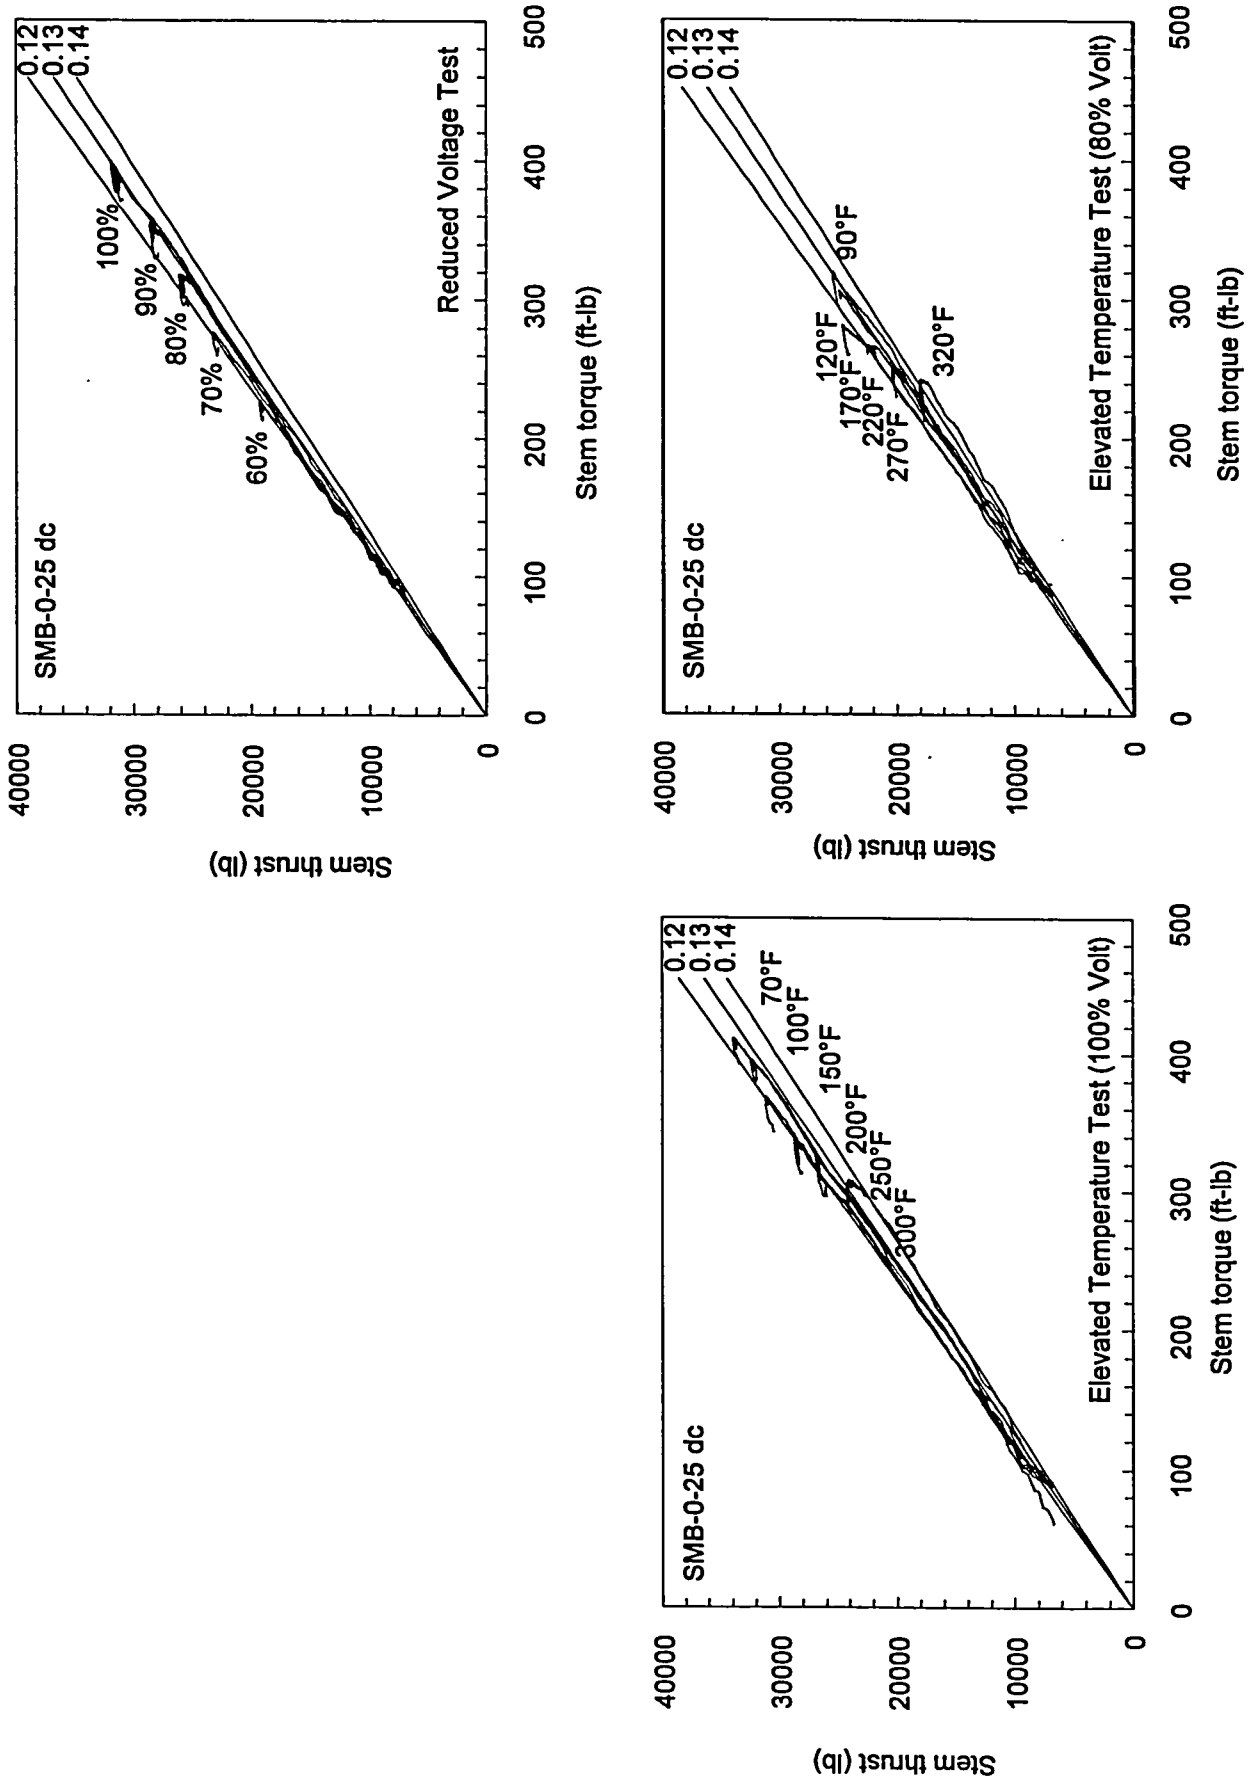 SMB-0-25 dc
0.12
0.13
0.14
100%
90%
80%
70%
60%
Reduced Voltage Test
40000
30000
20000
10000
0
Stem thrust (lb)
0 100 200 300 400 500
Stem torque (ft-lb)
SMB-0-25 dc
0.12
0.13
0.14
70°F
100°F
150°F
200°F
250°F
300°F
Elevated Temperature Test (100% Volt)
40000
30000
20000
10000
0
Stem thrust (lb)
0 100 200 300 400 500
Stem torque (ft-lb)
SMB-0-25 dc
0.12
0.13
0.14
90°F
120°F
170°F
220°F
270°F
320°F
Elevated Temperature Test (80% Volt)
40000
30000
20000
10000
0
Stem thrust (lb)
0 100 200 300 400 500
Stem torque (ft-lb)